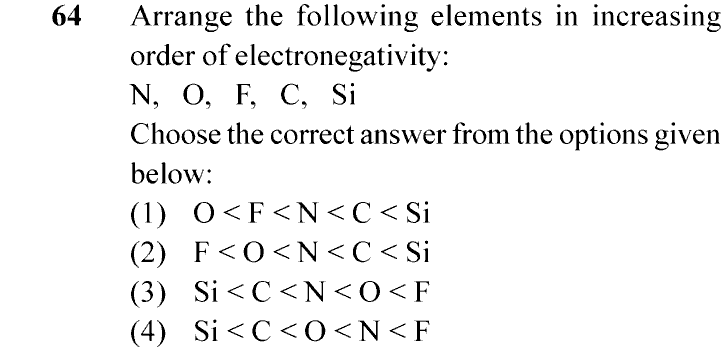 64 Arrange the following elements in increasing
order of electronegativity:
N, O, F, C, Si
Choose the correct answer from the options given
below:
(1) O < F < N < C < Si
(2) F < O < N < C < Si
(3) Si < C < N < O < F
(4) Si < C < O < N < F